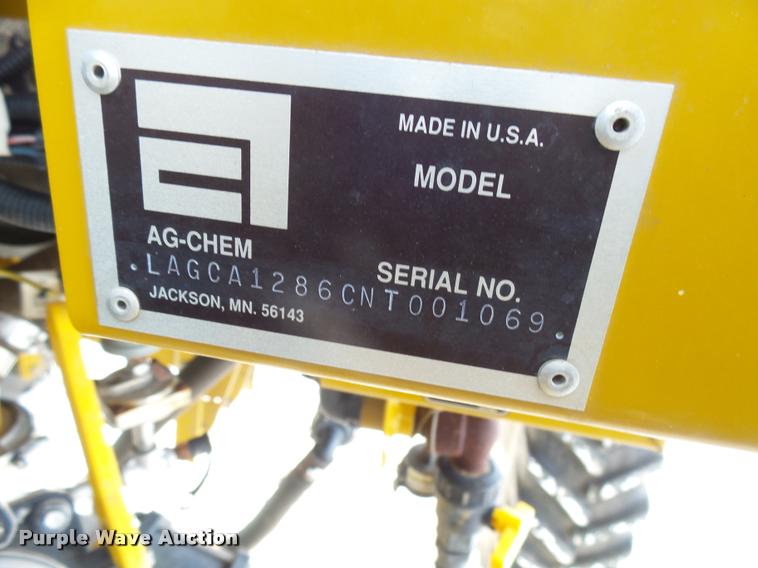 MADE IN U.S.A.
MODEL
AG-CHEM
SERIAL NO.
.LAGCA1286CNT001069.
JACKSON, MN. 56143
Purple Wave Auction